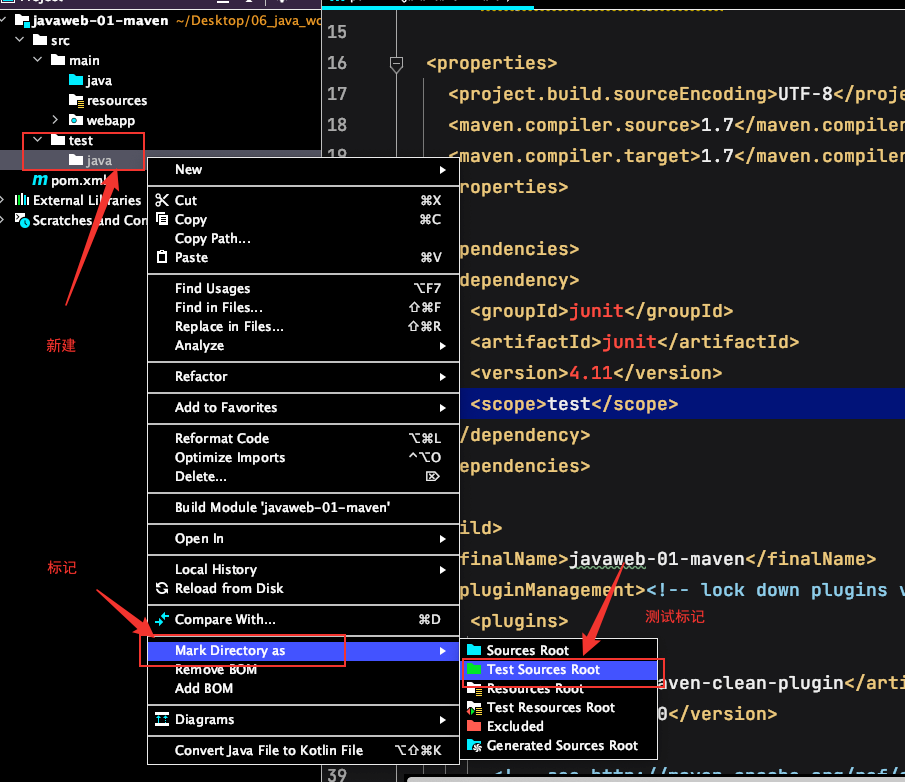 Project
javaweb-01-maven ~/Desktop/06_java_wo
src
main
java
resources
webapp
test
java
pom.xml
External Libraries
Scratches and Con
新建
标记
New
Cut ⌘X
Copy ⌘C
Copy Path...
Paste ⌘V
Find Usages ⌥F7
Find in Files... ⇧⌘F
Replace in Files... ⇧⌘R
Analyze
Refactor
Add to Favorites
Reformat Code ⌥⌘L
Optimize Imports ^⌥O
Delete... ⌦
Build Module 'javaweb-01-maven'
Open In
Local History
Reload from Disk
Compare With... ⌘D
Mark Directory as
Remove BOM
Add BOM
Diagrams
Convert Java File to Kotlin File ⌥⇧⌘K
Sources Root
Test Sources Root
Resources Root
Test Resources Root
Excluded
Generated Sources Root
测试标记
15
16 <properties>
17 <project.build.sourceEncoding>UTF-8</proje
18 <maven.compiler.source>1.7</maven.compiler
19 <maven.compiler.target>1.7</maven.compiler
roperties>
pendencies>
dependency>
<groupId>junit</groupId>
<artifactId>junit</artifactId>
<version>4.11</version>
<scope>test</scope>
/dependency>
ependencies>
ild>
finalName>javaweb-01-maven</finalName>
pluginManagement><!-- lock down plugins v
<plugins>
aven-clean-plugin</arti
0</version>
39